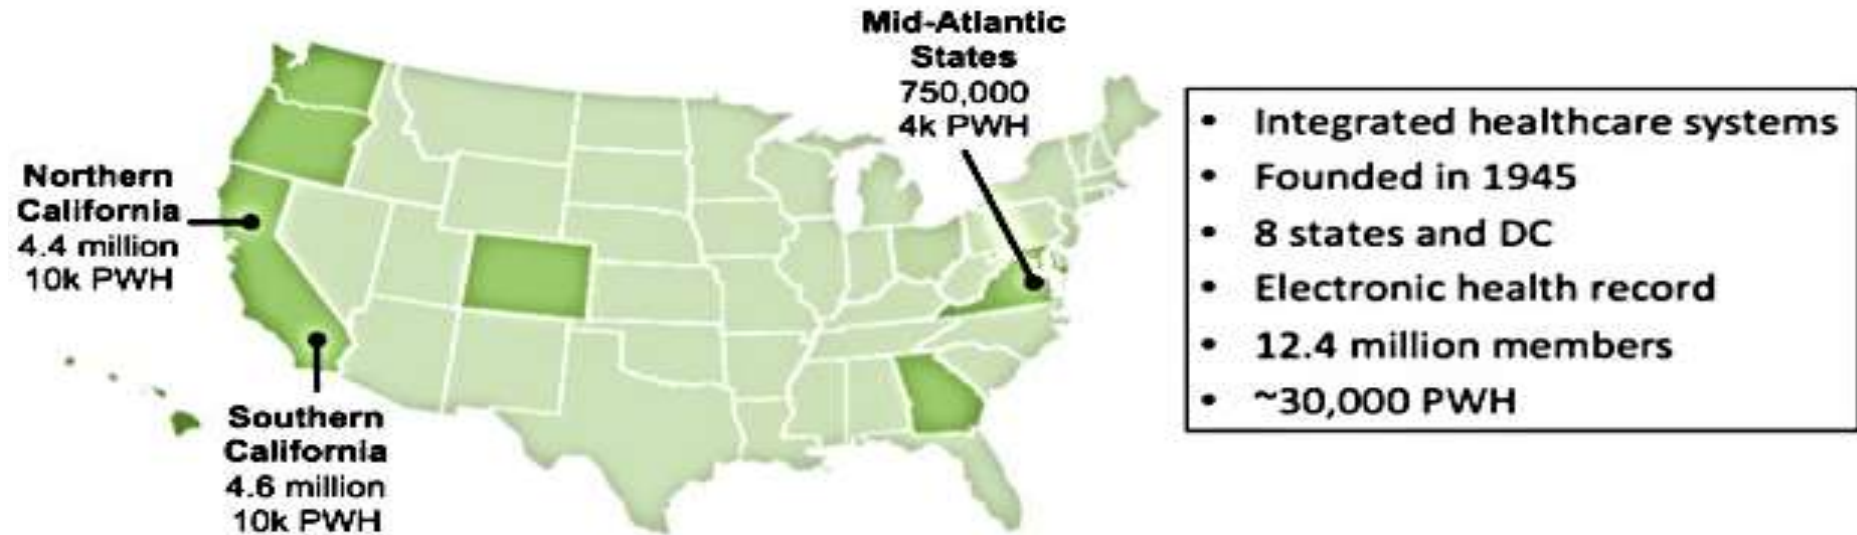 Mid-Atlantic
States
750,000
4k PWH
Northern
California
4.4 million
10k PWH
Southern
California
4.6 million
10k PWH
• Integrated healthcare systems
• Founded in 1945
• 8 states and DC
• Electronic health record
• 12.4 million members
• ~30,000 PWH